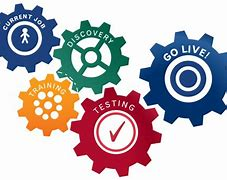 CURRENT JOB
DISCOVERY
GO LIVE!
TRAINING
TESTING